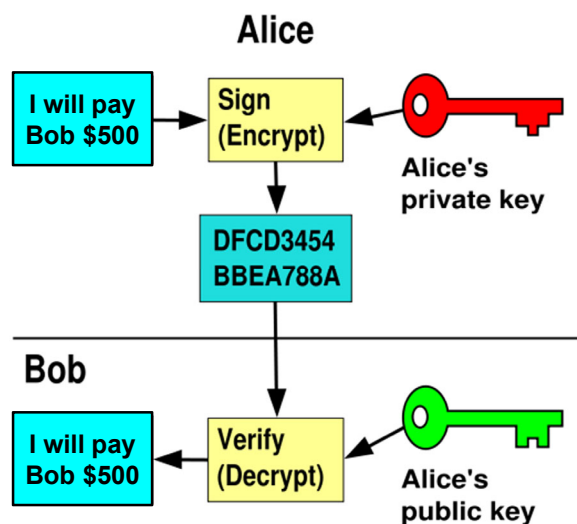 Alice
I will pay
Bob $500
Sign
(Encrypt)
Alice's
private key
DFCD3454
BBEA788A
Bob
I will pay
Bob $500
Verify
(Decrypt)
Alice's
public key